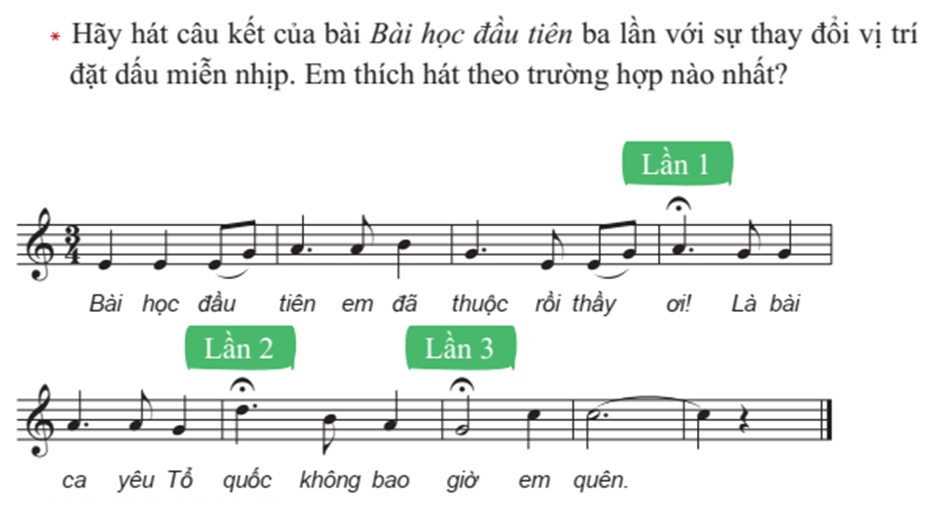 * Hãy hát câu kết của bài Bài học đầu tiên ba lần với sự thay đổi vị trí
đặt dấu miễn nhịp. Em thích hát theo trường hợp nào nhất?
Lần 1
3
4
Bài học đầu tiên em đã thuộc rồi thầy ơi! Là bài
Lần 2 Lần 3
ca yêu Tổ quốc không bao giờ em quên.